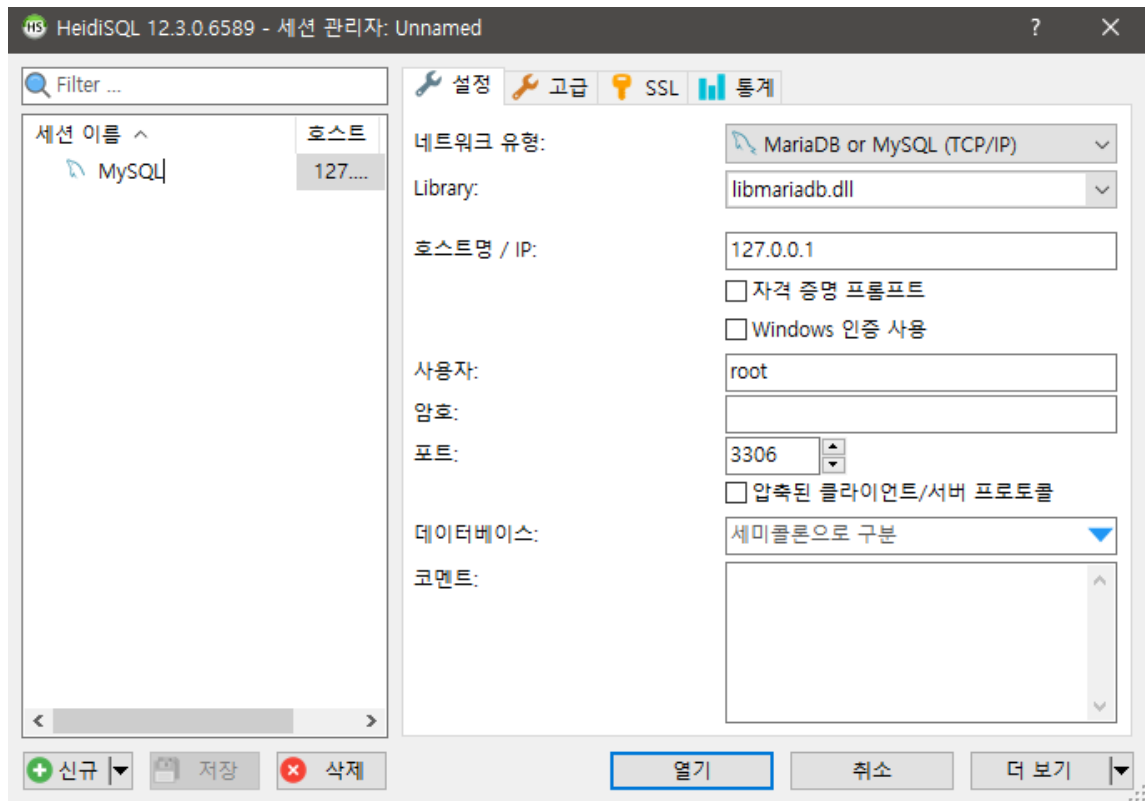 HS HeidiSQL 12.3.0.6589 - 세션 관리자: Unnamed ?
Filter ...
세션 이름 호스트
MySQL 127....
설정 고급 SSL 통계
네트워크 유형: MariaDB or MySQL (TCP/IP)
Library: libmariadb.dll
호스트명 / IP: 127.0.0.1
자격 증명 프롬프트
Windows 인증 사용
사용자: root
암호:
포트: 3306
압축된 클라이언트/서버 프로토콜
데이터베이스: 세미콜론으로 구분
코멘트:
신규 저장 삭제 열기 취소 더 보기